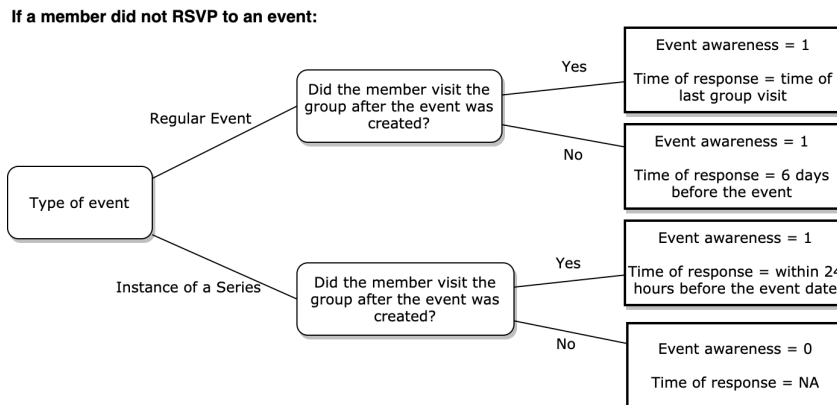 If a member did not RSVP to an event:
Type of event
Regular Event
Did the member visit the
group after the event was
created?
Yes
Event awareness = 1
Time of response = time of
last group visit
No
Event awareness = 1
Time of response = 6 days
before the event
Instance of a Series
Did the member visit the
group after the event was
created?
Yes
Event awareness = 1
Time of response = within 24
hours before the event date
No
Event awareness = 0
Time of response = NA